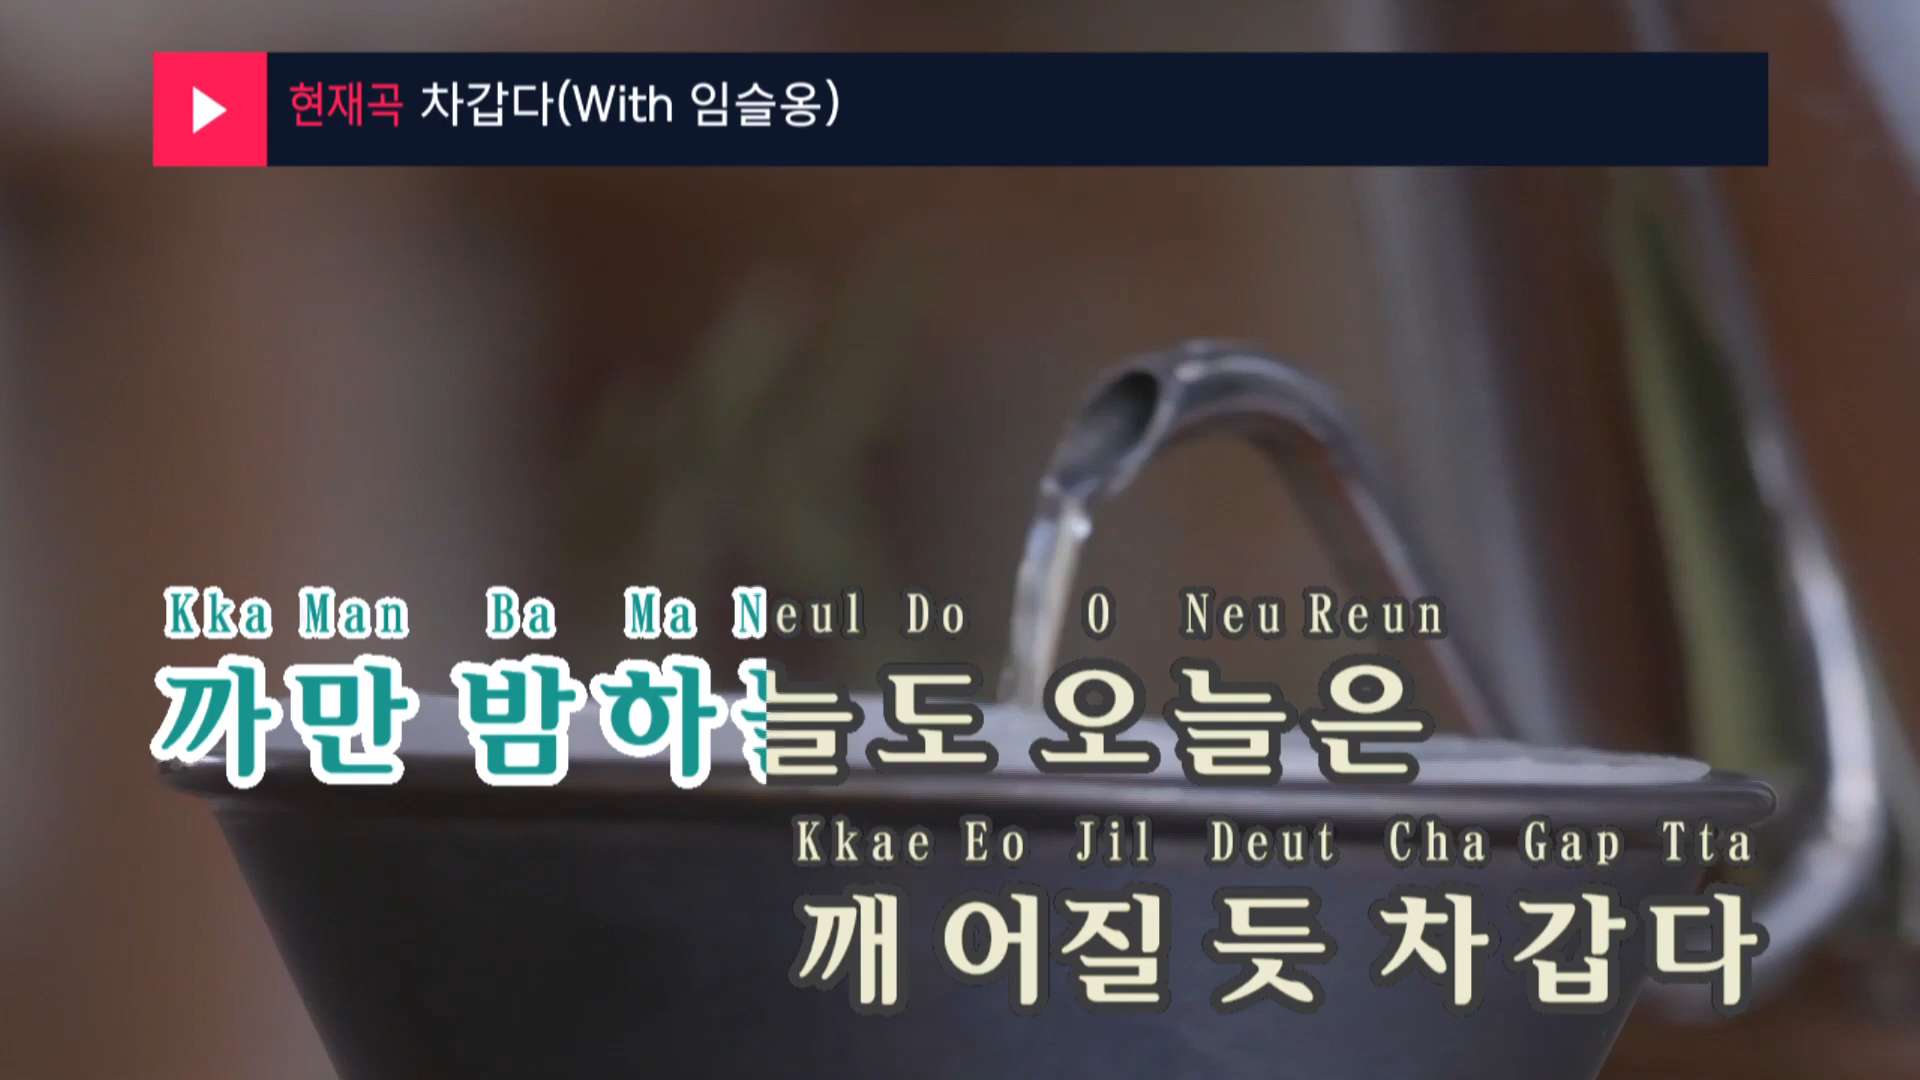 현재곡 차갑다(With 임슬옹)
Kka Man Ba Ma Neul Do O Neu Reun
까만 밤하늘도 오늘은
Kkae Eo Jil Deut Cha Gap Tta
깨어질 듯 차갑다